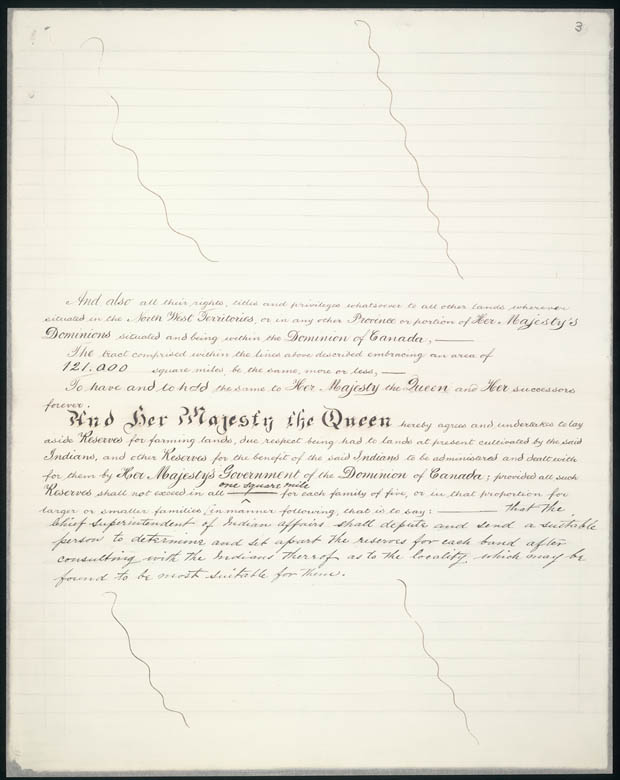 3
And also all their rights, titles and privileges whatsoever to all other lands wherever
situated in the North West Territories, or in any other Province or portion of Her Majesty's
Dominions situated and being within the Dominion of Canada,
The tract comprised within the lines above described embracing an area of
121.000 square miles, be the same, more or less,
To have and to hold the same to Her Majesty the Queen and Her successors
forever.
And Her Majesty the Queen hereby agrees and undertakes to lay
aside Reserves for farming lands, due respect being had to lands at present cultivated by the said
Indians, and other Reserves for the benefit of the said Indians to be administered and dealt with
for them by Her Majesty's Government of the Dominion of Canada; provided all such
one square mile
Reserves shall not exceed in all ^ for each family of five, or in that proportion for
larger or smaller families, in manner following, that is to say: that the
Chief Superintendent of Indian affairs shall depute and send a suitable
person to determine and set apart the reserves for each band after
consulting with the Indians thereof as to the locality, which may be
found to be most suitable for them.